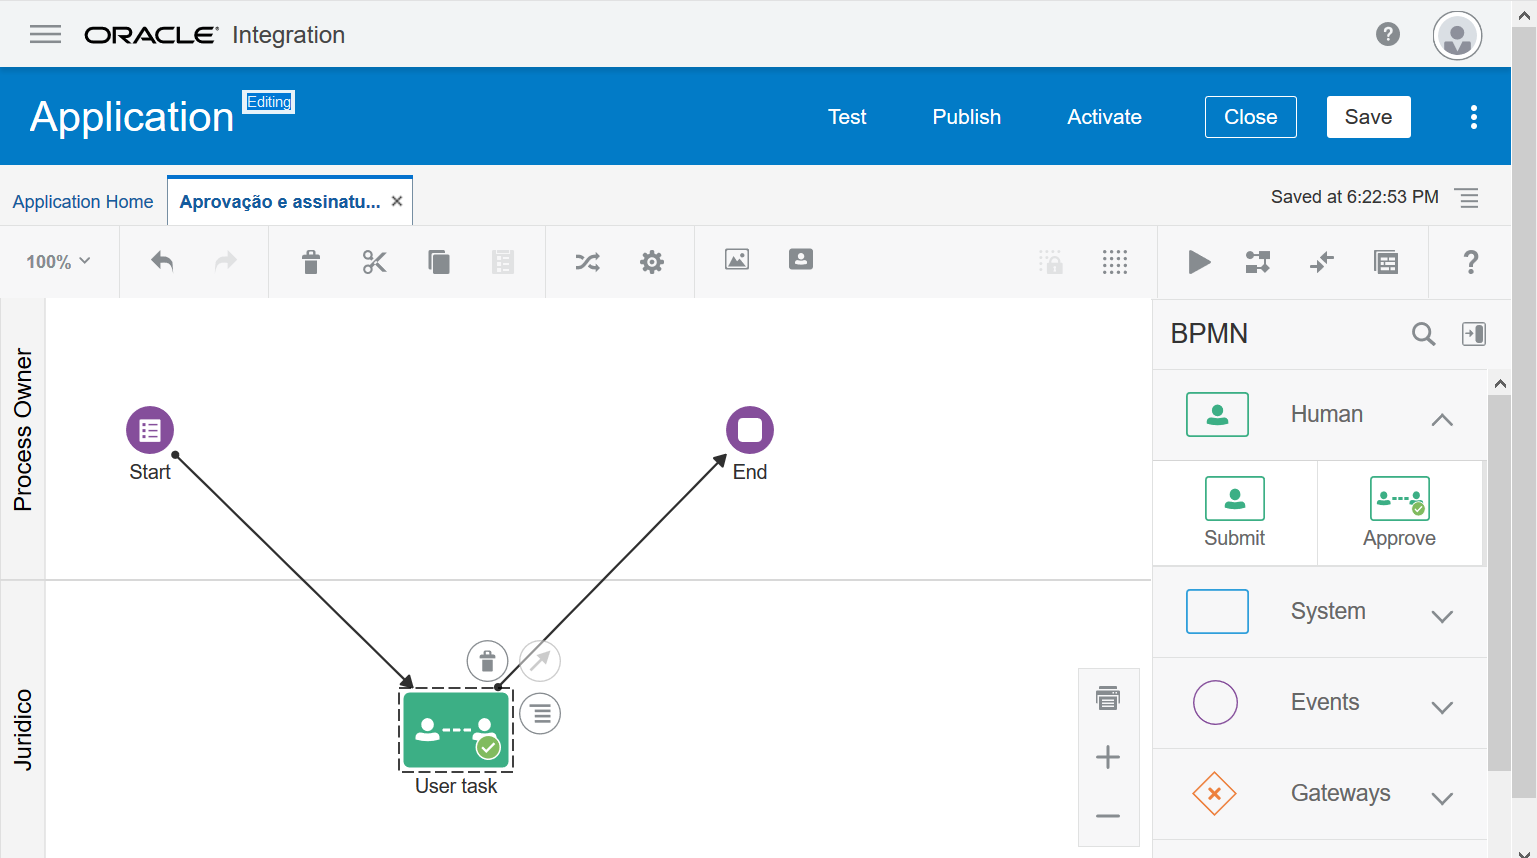 ORACLE Integration
?
Application Editing
Test Publish Activate Close Save
Application Home Aprovação e assinatu... × Saved at 6:22:53 PM
100% ?
BPMN
Process Owner
Human
Start End
Submit Approve
System
Juridico
Events
User task
Gateways